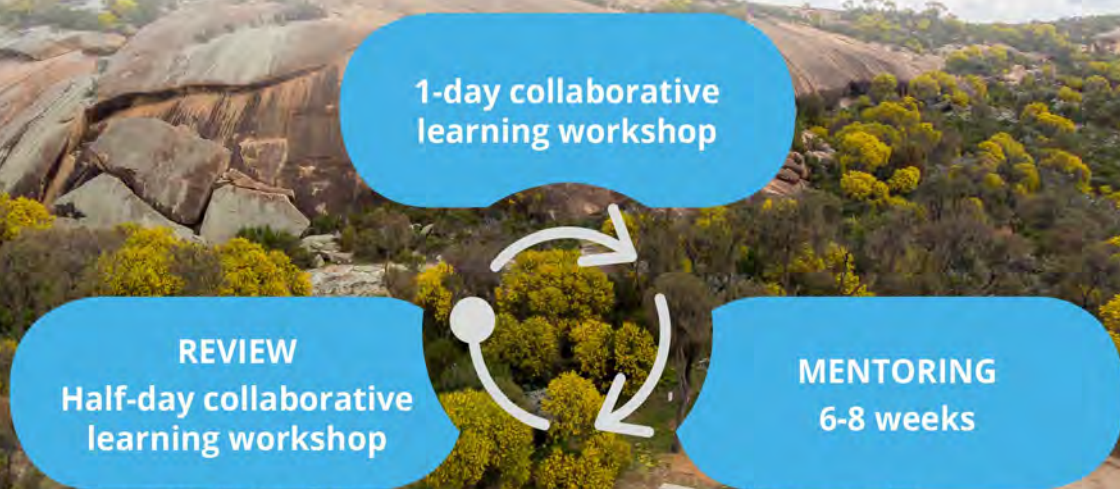 1-day collaborative
learning workshop
REVIEW
Half-day collaborative
learning workshop
MENTORING
6-8 weeks